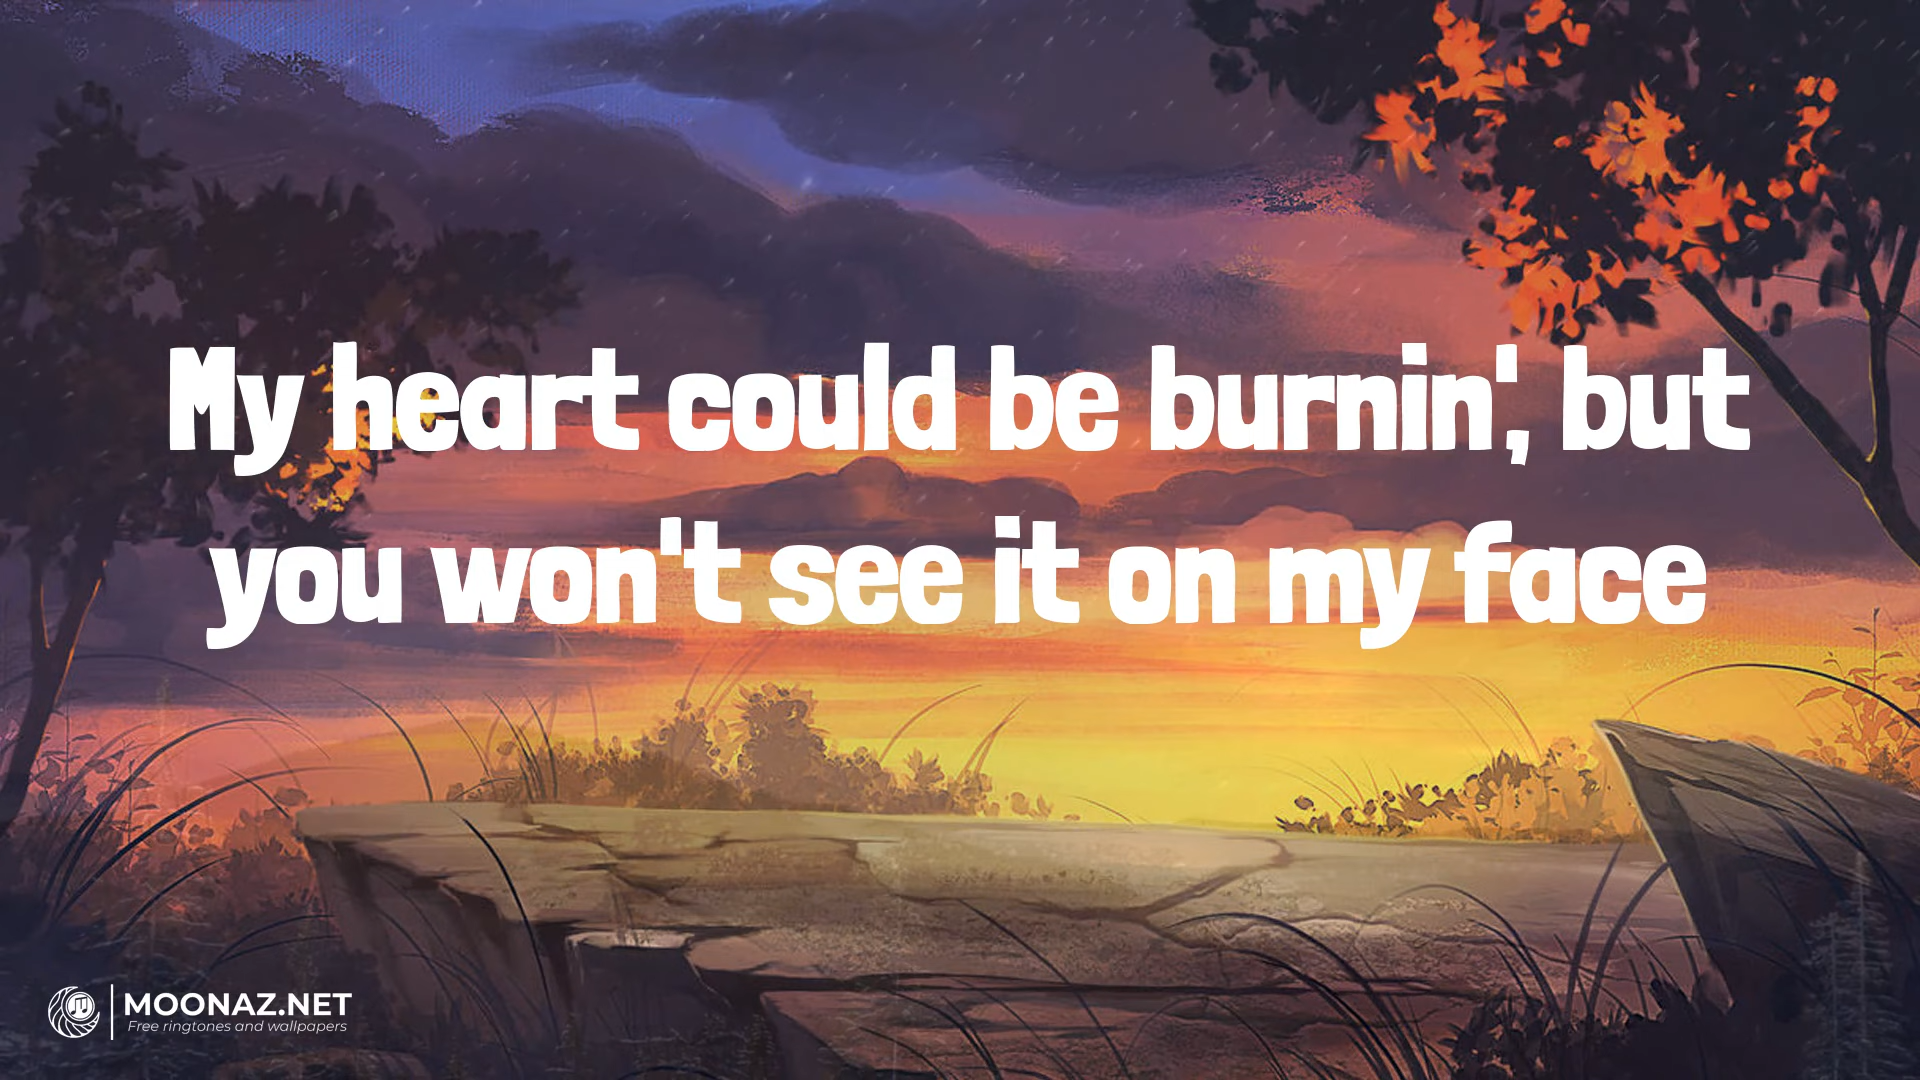 My heart could be burnin', but
you won't see it on my face
MOONAZ.NET
Free ringtones and wallpapers